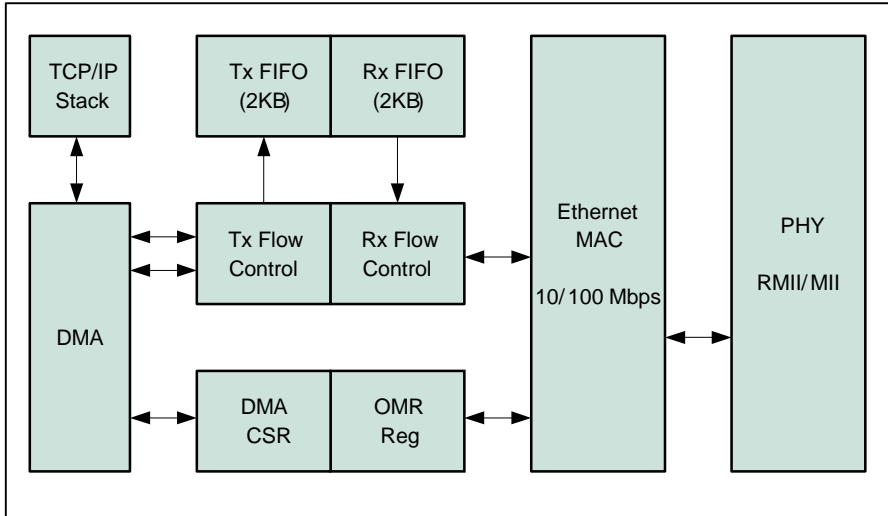 TCP/IP
Stack
Tx FIFO
(2KB)
Rx FIFO
(2KB)
DMA
Tx Flow
Control
Rx Flow
Control
DMA
CSR
OMR
Reg
Ethernet
MAC
10/100 Mbps
PHY
RMII/MII